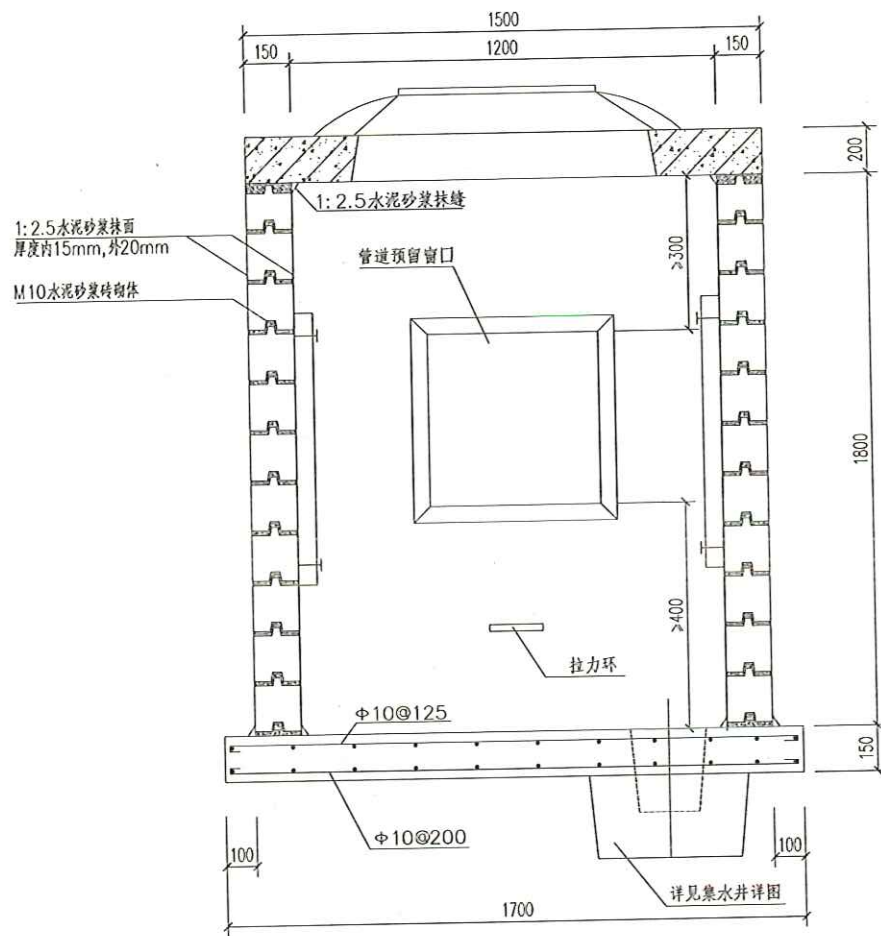 1500
150
1200
150
200
1:2.5水泥砂浆抹缝
1:2.5水泥砂浆抹面
厚度内15mm,外20mm
管道预留窗口
≥300
M10水泥砂浆砖砌体
1800
≥400
拉力环
Φ10@125
150
Φ10@200
100
100
详见集水井详图
1700